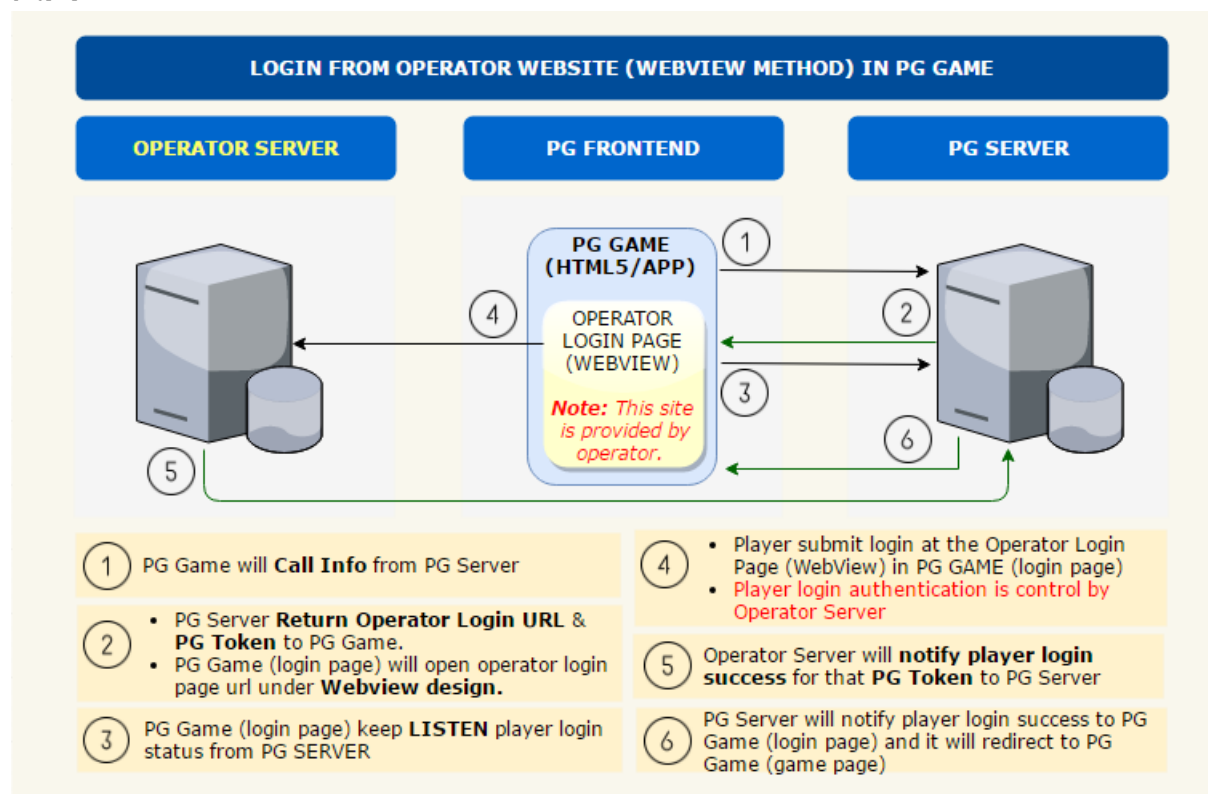 LOGIN FROM OPERATOR WEBSITE (WEBVIEW METHOD) IN PG GAME
OPERATOR SERVER
PG FRONTEND
PG SERVER
PG GAME
(HTML5/APP)
OPERATOR
LOGIN PAGE
(WEBVIEW)
Note: This site
is provided by
operator.
1
2
3
4
5
6
1
PG Game will Call Info from PG Server
2
• PG Server Return Operator Login URL &
PG Token to PG Game.
• PG Game (login page) will open operator login
page url under Webview design.
3
PG Game (login page) keep LISTEN player login
status from PG SERVER
4
• Player submit login at the Operator Login
Page (WebView) in PG GAME (login page)
• Player login authentication is control by
Operator Server
5
Operator Server will notify player login
success for that PG Token to PG Server
6
PG Server will notify player login success to PG
Game (login page) and it will redirect to PG
Game (game page)